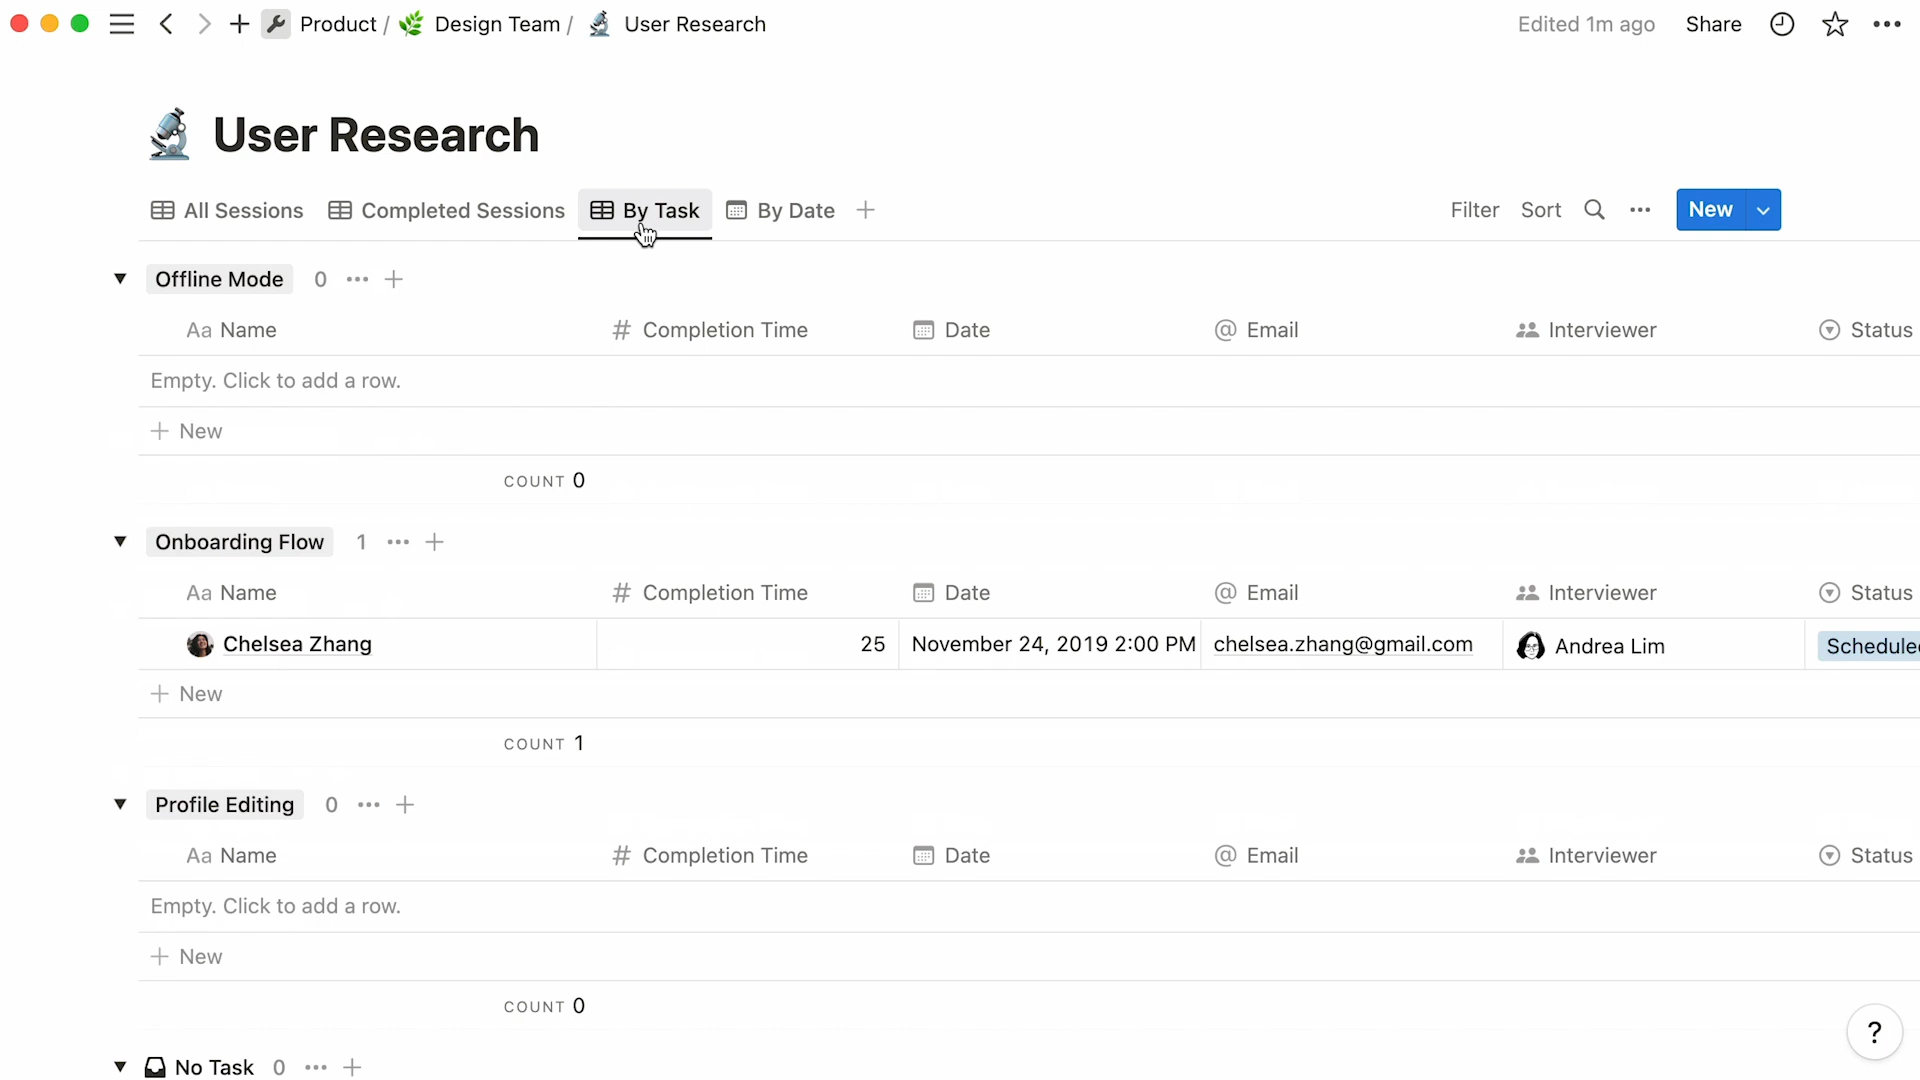 Product / Design Team / User Research
Edited 1m ago Share
User Research
All Sessions Completed Sessions By Task By Date
Filter Sort New
Offline Mode 0
Aa Name # Completion Time Date @ Email Interviewer Status
Empty. Click to add a row.
+ New
COUNT 0
Onboarding Flow 1
Aa Name # Completion Time Date @ Email Interviewer Status
Chelsea Zhang 25 November 24, 2019 2:00 PM chelsea.zhang@gmail.com Andrea Lim
+ New
COUNT 1
Profile Editing 0
Aa Name # Completion Time Date @ Email Interviewer Status
Empty. Click to add a row.
+ New
COUNT 0
No Task 0
?